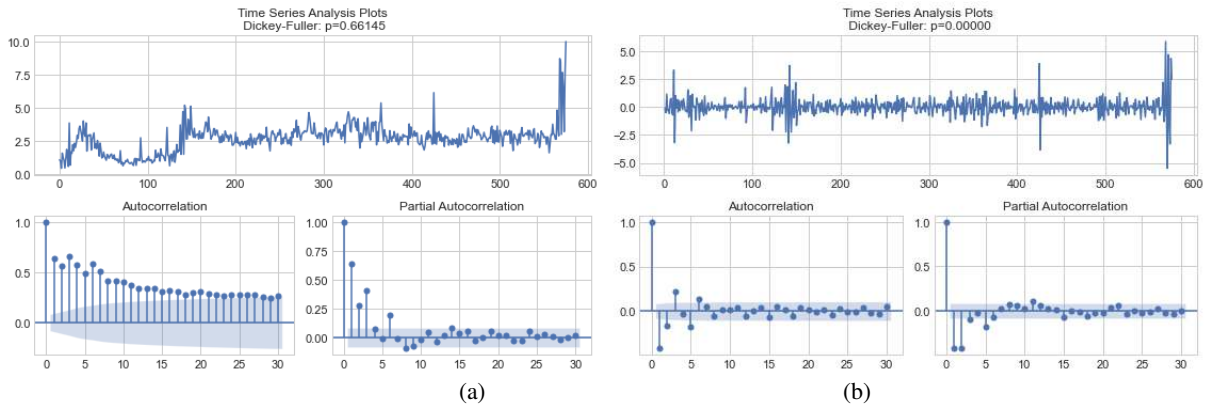 Time Series Analysis Plots
Dickey-Fuller: p=0.66145
10.0
7.5
5.0
2.5
0.0
0 100 200 300 400 500 600
Autocorrelation
1.0
0.5
0.0
0 5 10 15 20 25 30
Partial Autocorrelation
1.00
0.75
0.50
0.25
0.00
0 5 10 15 20 25 30
(a)
Time Series Analysis Plots
Dickey-Fuller: p=0.00000
5.0
2.5
0.0
−2.5
−5.0
0 100 200 300 400 500 600
Autocorrelation
1.0
0.5
0.0
0 5 10 15 20 25 30
Partial Autocorrelation
1.0
0.5
0.0
0 5 10 15 20 25 30
(b)